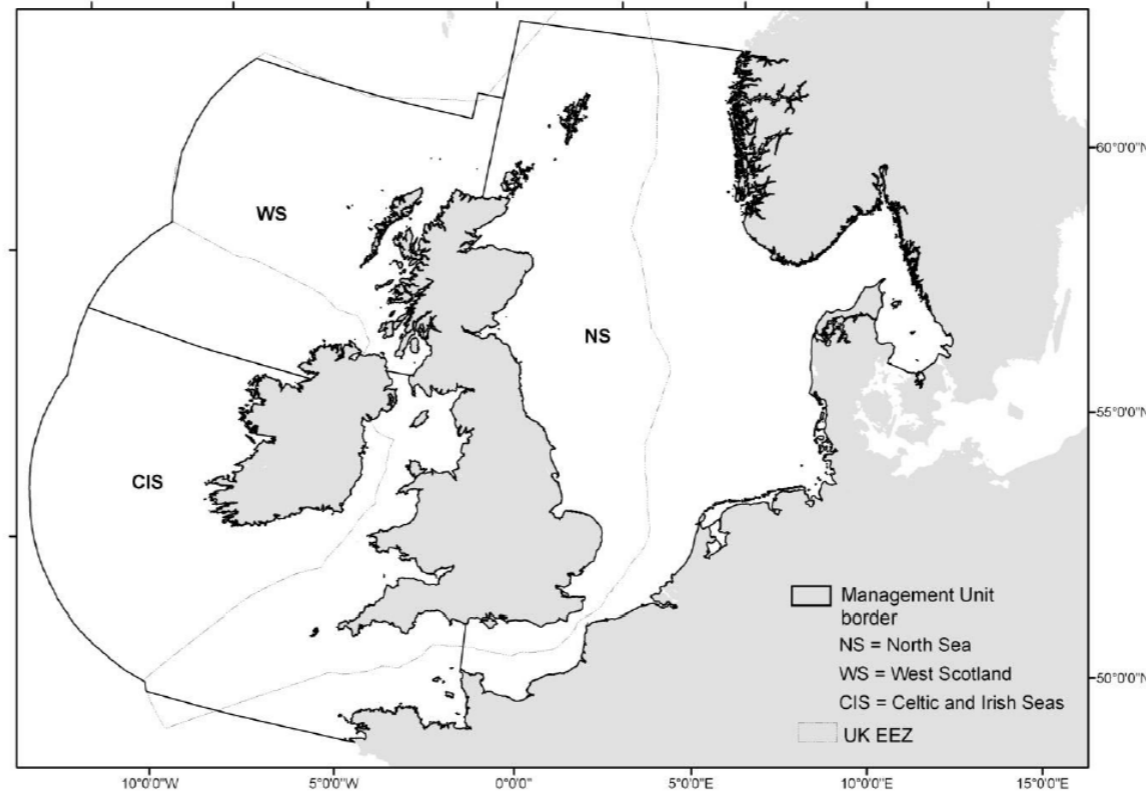 60°0'0"N
WS
NS
55°0'0"N
CIS
Management Unit
border
NS = North Sea
WS = West Scotland
CIS = Celtic and Irish Seas
UK EEZ
50°0'0"N
10°0'0"W 5°0'0"W 0°0'0" 5°0'0"E 10°0'0"E 15°0'0"E